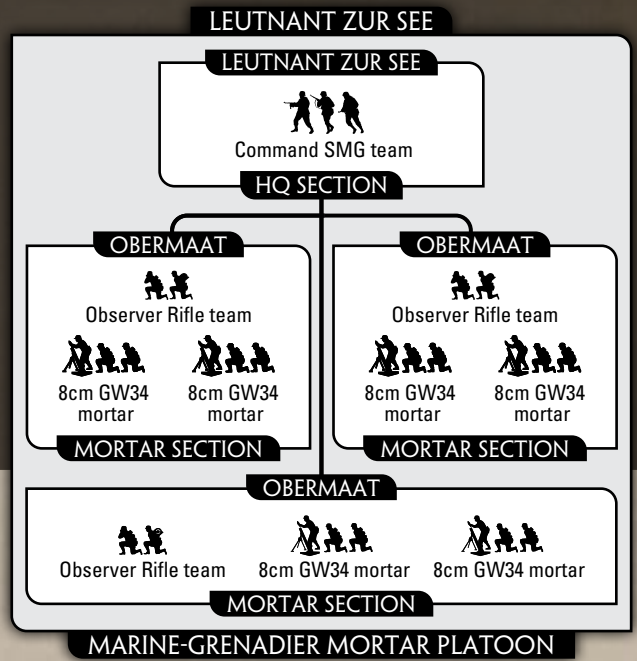 LEUTNANT ZUR SEE
LEUTNANT ZUR SEE
Command SMG team
HQ SECTION
OBERMAAT
Observer Rifle team
8cm GW34
mortar
8cm GW34
mortar
MORTAR SECTION
OBERMAAT
Observer Rifle team
8cm GW34
mortar
8cm GW34
mortar
MORTAR SECTION
OBERMAAT
Observer Rifle team
8cm GW34 mortar
8cm GW34 mortar
MORTAR SECTION
MARINE-GRENADIER MORTAR PLATOON